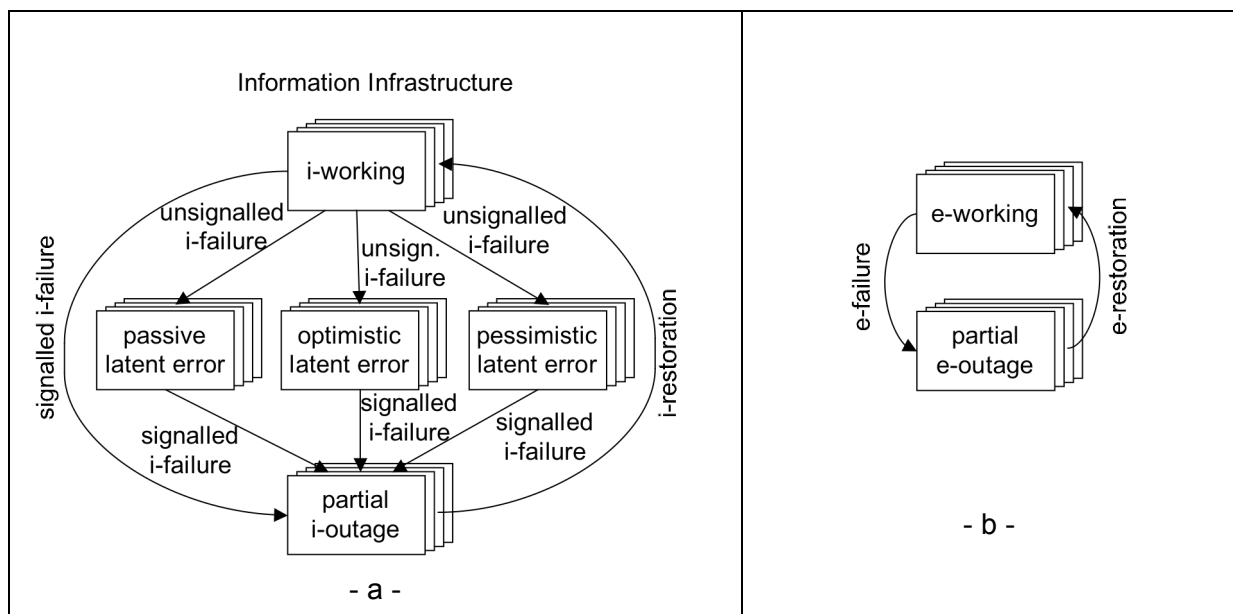 Information Infrastructure
i-working
unsignalled
i-failure
unsign.
i-failure
unsignalled
i-failure
signalled i-failure
passive
latent error
optimistic
latent error
pessimistic
latent error
i-restoration
signalled
i-failure
signalled
i-failure
signalled
i-failure
partial
i-outage
- a -
e-working
e-failure
e-restoration
partial
e-outage
- b -